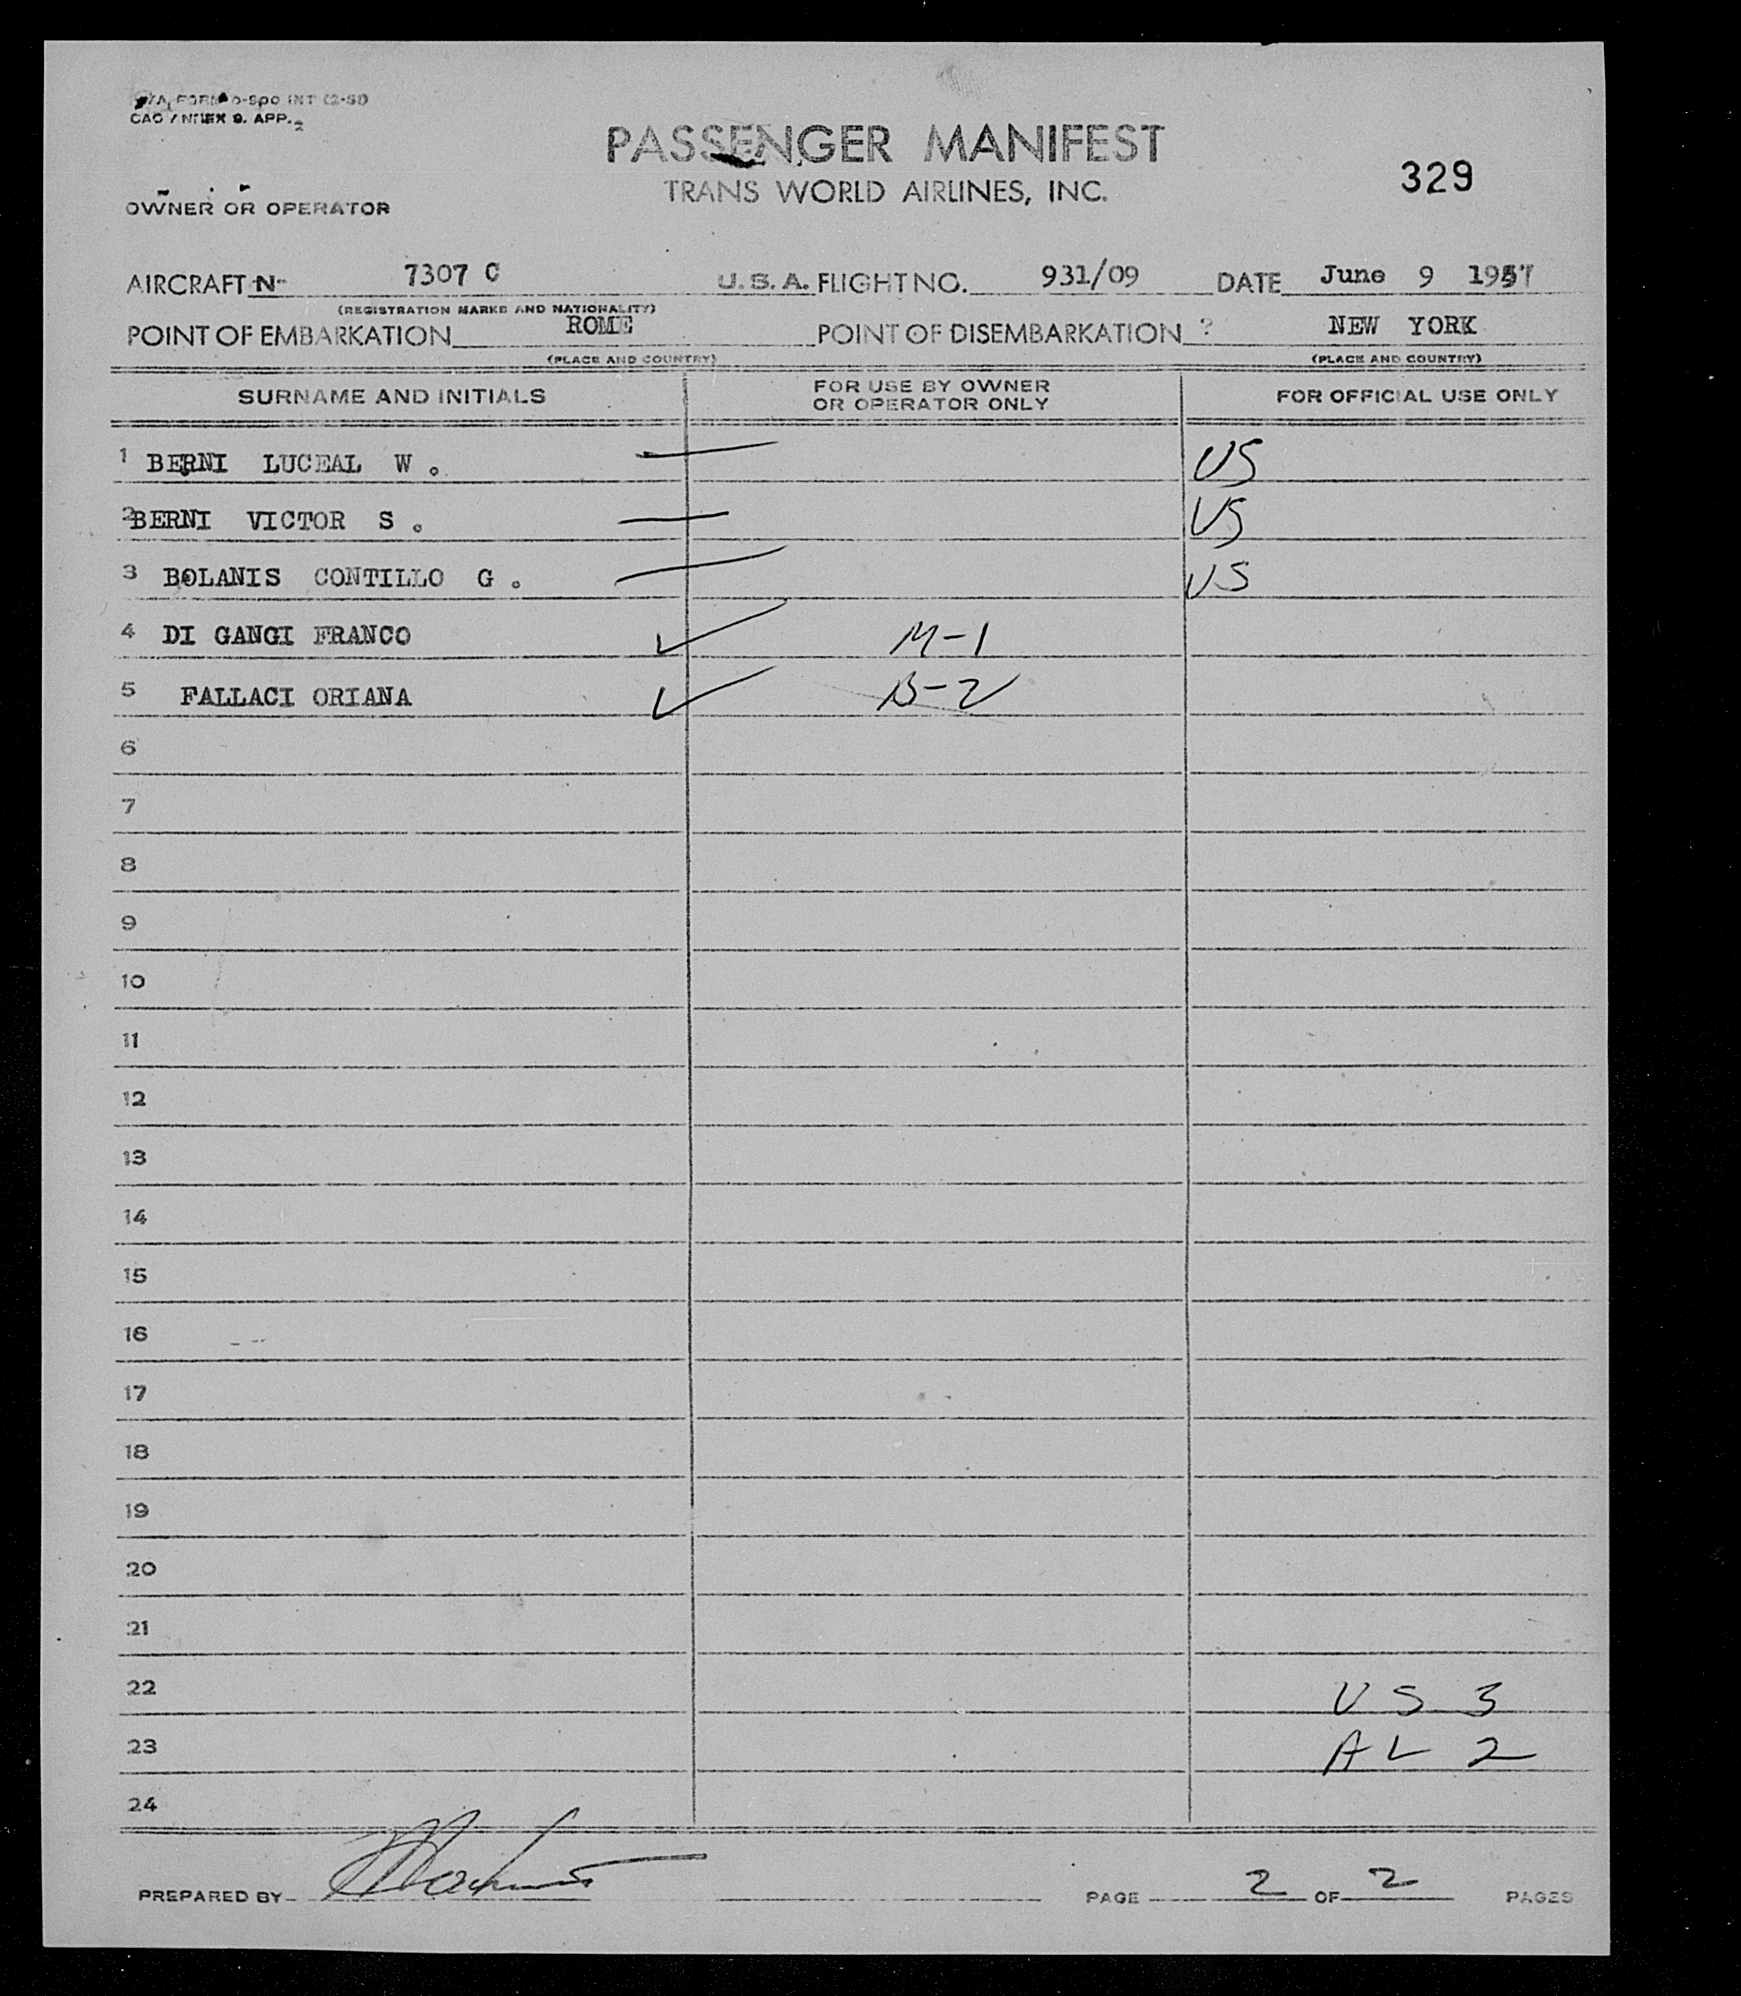 CAO ANNEX 9. APP. 2
PASSENGER MANIFEST
TRANS WORLD AIRLINES, INC.
329
OWNER OR OPERATOR
AIRCRAFT N- 7307 C U. S. A. FLIGHT NO. 931/09 DATE June 9 1957
(REGISTRATION MARKS AND NATIONALITY)
POINT OF EMBARKATION ROME POINT OF DISEMBARKATION ? NEW YORK
(PLACE AND COUNTRY) (PLACE AND COUNTRY)
SURNAME AND INITIALS FOR USE BY OWNER OR OPERATOR ONLY FOR OFFICIAL USE ONLY
1 BERNI LUCEAL W. US
2 BERNI VICTOR S. US
3 BOLANIS CONTILLO G. US
4 DI GANGI FRANCO ✓ M-1
5 FALLACI ORIANA ✓ B-2
6
7
8
9
10
11
12
13
14
15
16
17
18
19
20
21
22 US 3
23 AL 2
24
PREPARED BY PAGE 2 OF 2 PAGES